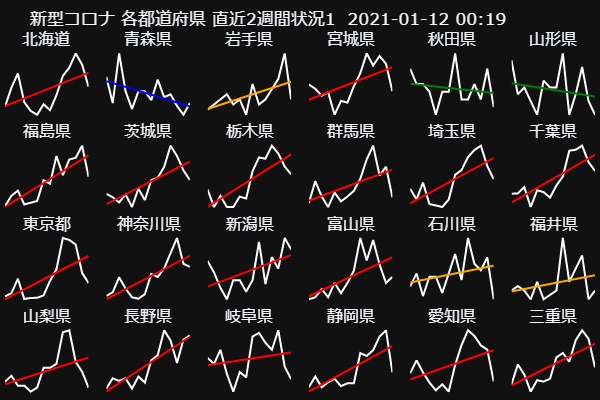 新型コロナ 各都道府県 直近2週間状況1 2021-01-12 00:19
北海道 青森県 岩手県 宮城県 秋田県 山形県
福島県 茨城県 栃木県 群馬県 埼玉県 千葉県
東京都 神奈川県 新潟県 富山県 石川県 福井県
山梨県 長野県 岐阜県 静岡県 愛知県 三重県